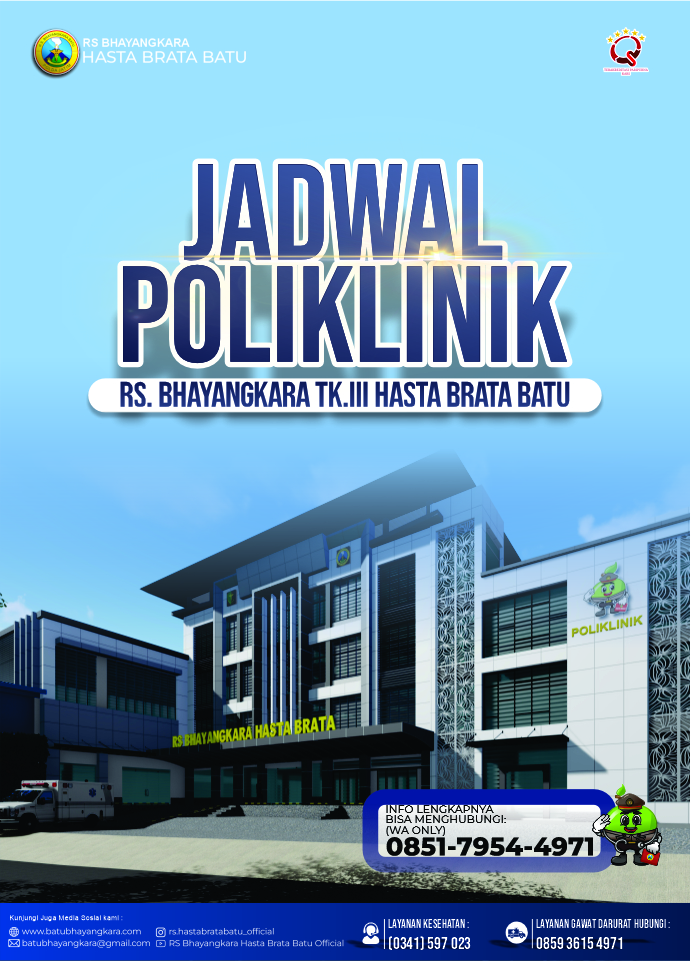 RS BHAYANGKARA
HASTA BRATA BATU
JADWAL
POLIKLINIK
RS. BHAYANGKARA TK.III HASTA BRATA BATU
POLIKLINIK
RS BHAYANGKARA HASTA BRATA
INFO LENGKAPNYA
BISA MENGHUBUNGI:
(WA ONLY)
0851-7954-4971
Kunjungi Juga Media Sosial kami :
www.batubhayangkara.com
rs.hastabratabatu_official
batubhayangkara@gmail.com
RS Bhayangkara Hasta Brata Batu Official
LAYANAN KESEHATAN :
(0341) 597 023
LAYANAN GAWAT DARURAT HUBUNGI :
0859 3615 4971